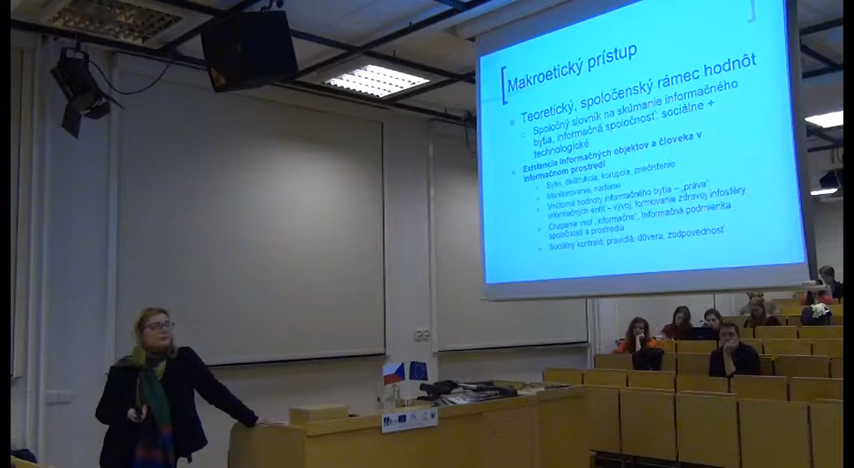 Makroetický prístup
Teoretický, spoločenský rámec hodnôt
Spoločný slovník na skúmanie informačného
bytia, informačná spoločnosť: sociálne +
technologické
Existencia informačných objektov a človeka v
informačnom prostredí
Bytie, deštrukcia, korupcia, znečistenie
Monitorovanie, riadenie
Vnútorné hodnoty informačného bytia – „práva“
informačných entít – vývoj, formovanie zdravej infosféry
Chápanie vecí „informačne“, Informačná podmienka
spoločnosti a prostredia
Sociálny kontrakt, pravidlá, dôvera, zodpovednosť